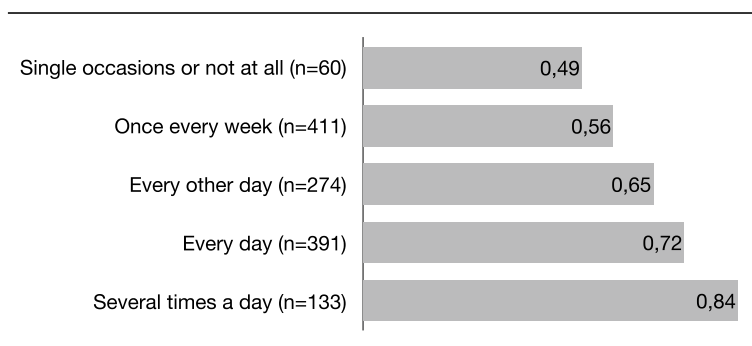 Single occasions or not at all (n=60) 0,49
Once every week (n=411) 0,56
Every other day (n=274) 0,65
Every day (n=391) 0,72
Several times a day (n=133) 0,84